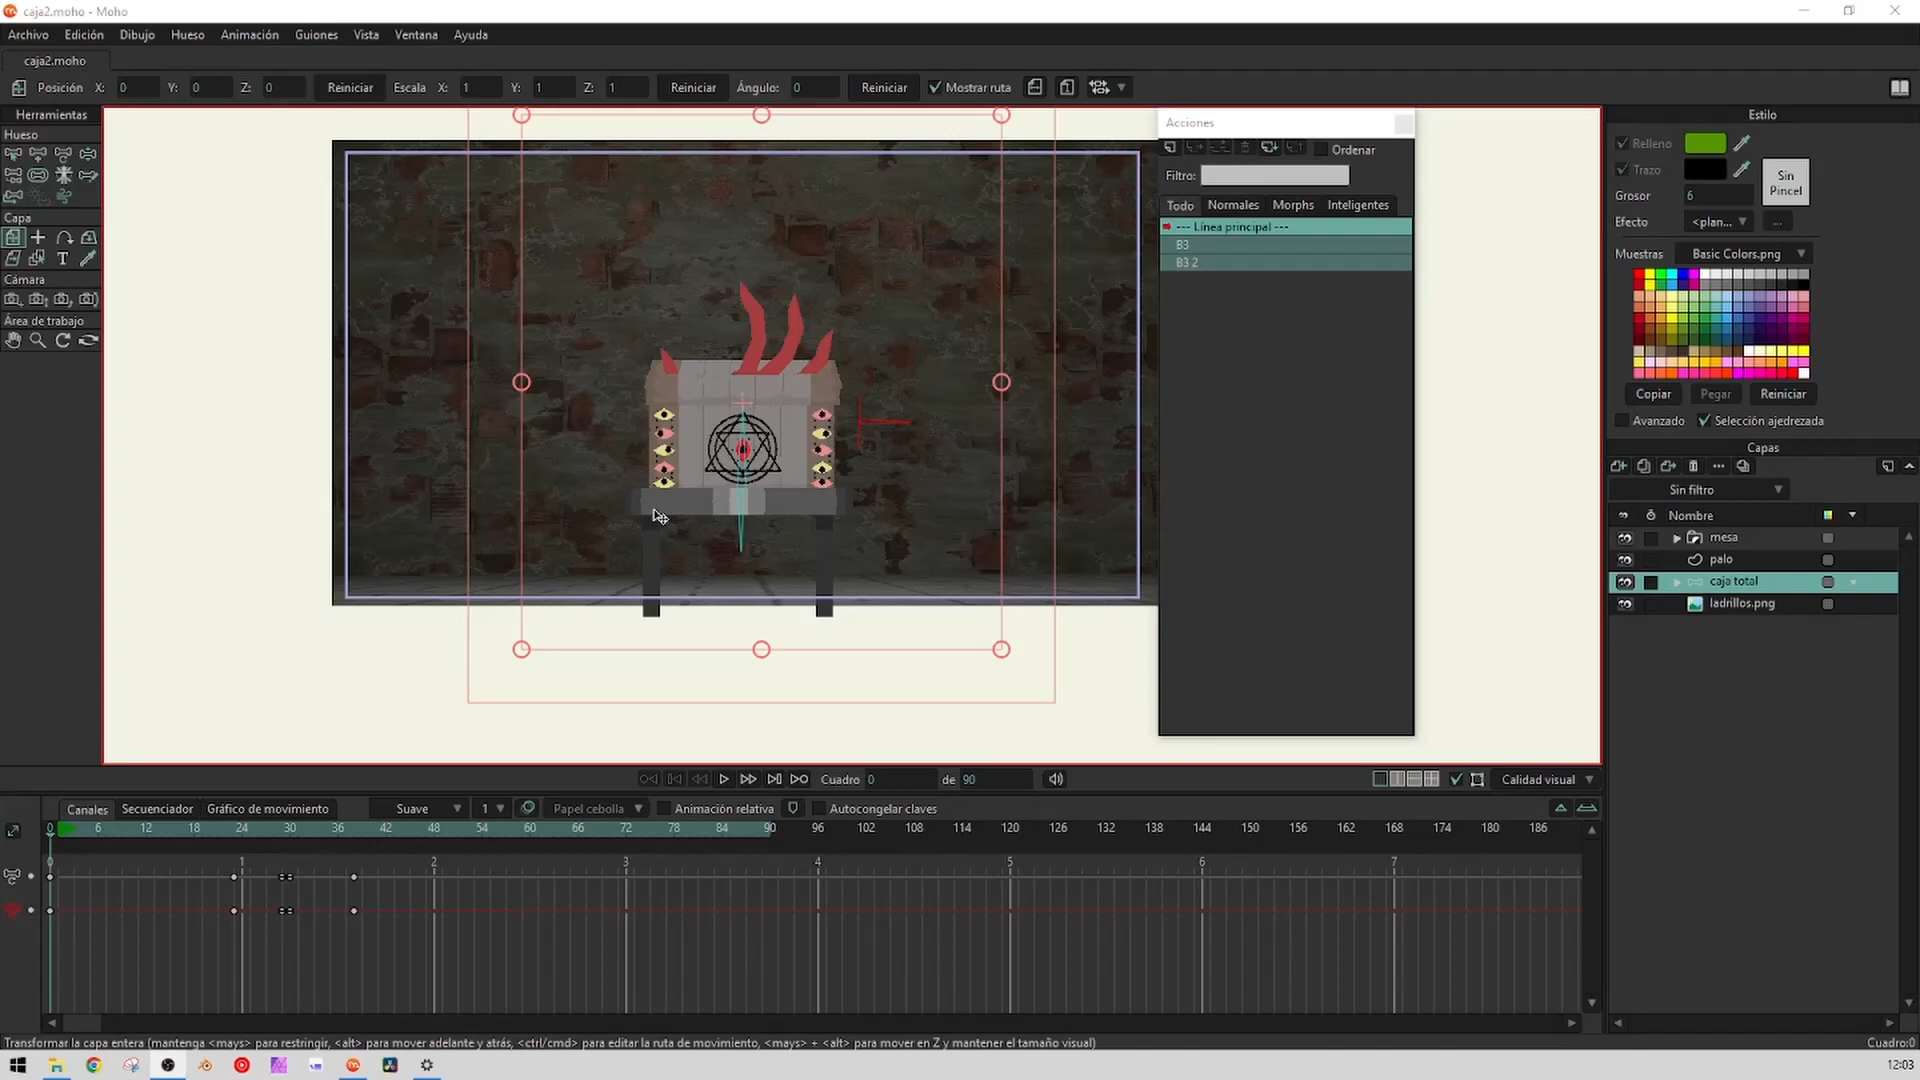 caja2.moho - Moho
Archivo Edición Dibujo Hueso Animación Guiones Vista Ventana Ayuda
caja2.moho
Posición X: 0 Y: 0 Z: 0 Reiniciar Escala X: 1 Y: 1 Z: 1 Reiniciar Ángulo: 0 Reiniciar Mostrar ruta
Herramientas
Hueso
Capa
Cámara
Área de trabajo
Acciones
Ordenar
Filtro:
Todo Normales Morphs Inteligentes
--- Línea principal ---
B3
B3 2
Estilo
Relleno
Trazo
Sin Pincel
Grosor 6
Efecto <plan... ...
Muestras Basic Colors.png
Copiar Pegar Reiniciar
Avanzado Selección ajedrezada
Capas
Sin filtro
Nombre
mesa
palo
caja total
ladrillos.png
Cuadro 0 de 90 Calidad visual
Canales Secuenciador Gráfico de movimiento Suave 1 Papel cebolla Animación relativa Autocongelar claves
0 6 12 18 24 30 36 42 48 54 60 66 72 78 84 90 96 102 108 114 120 126 132 138 144 150 156 162 168 174 180 186
0 1 2 3 4 5 6 7
Transformar la capa entera (mantenga <mays> para restringir, <alt> para mover adelante y atrás, <ctrl/cmd> para editar la ruta de movimiento, <mays> + <alt> para mover en Z y mantener el tamaño visual) Cuadro:0
12:03